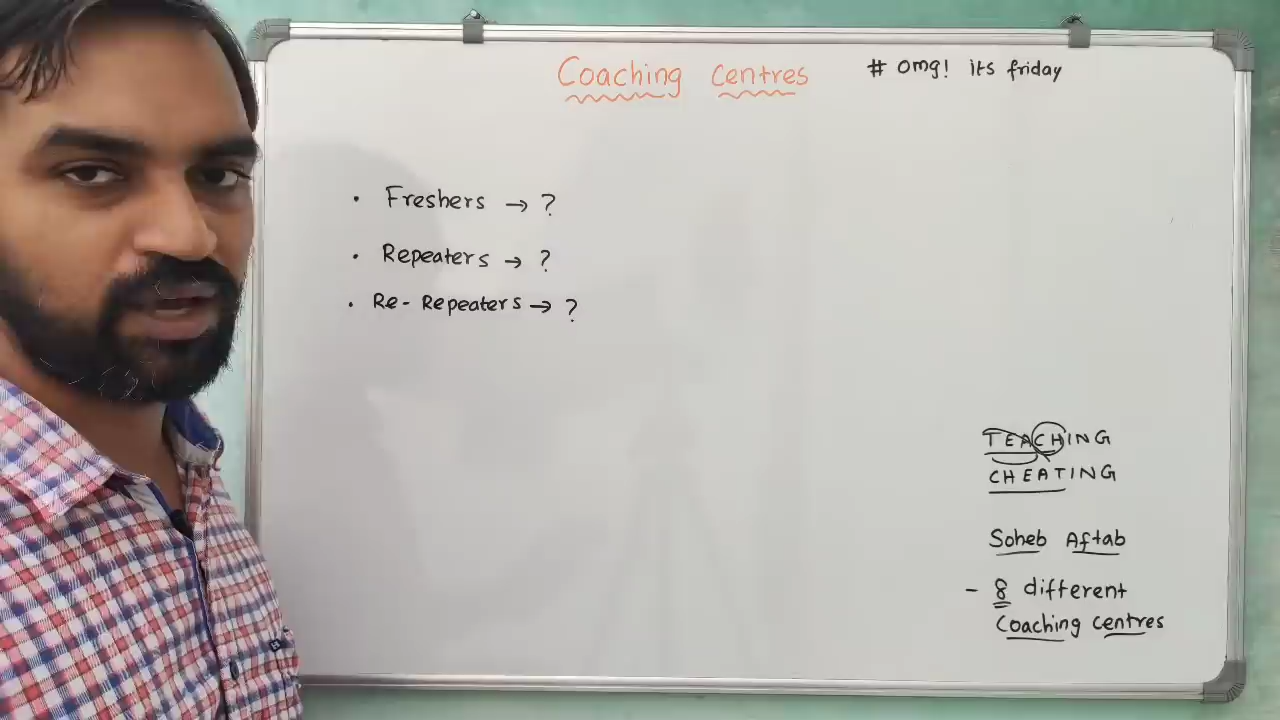 Coaching Centres # omg! its friday
• Freshers → ?
• Repeaters → ?
• Re-Repeaters → ?
TEACHING
CHEATING
Soheb Aftab
- 8 different
Coaching centres